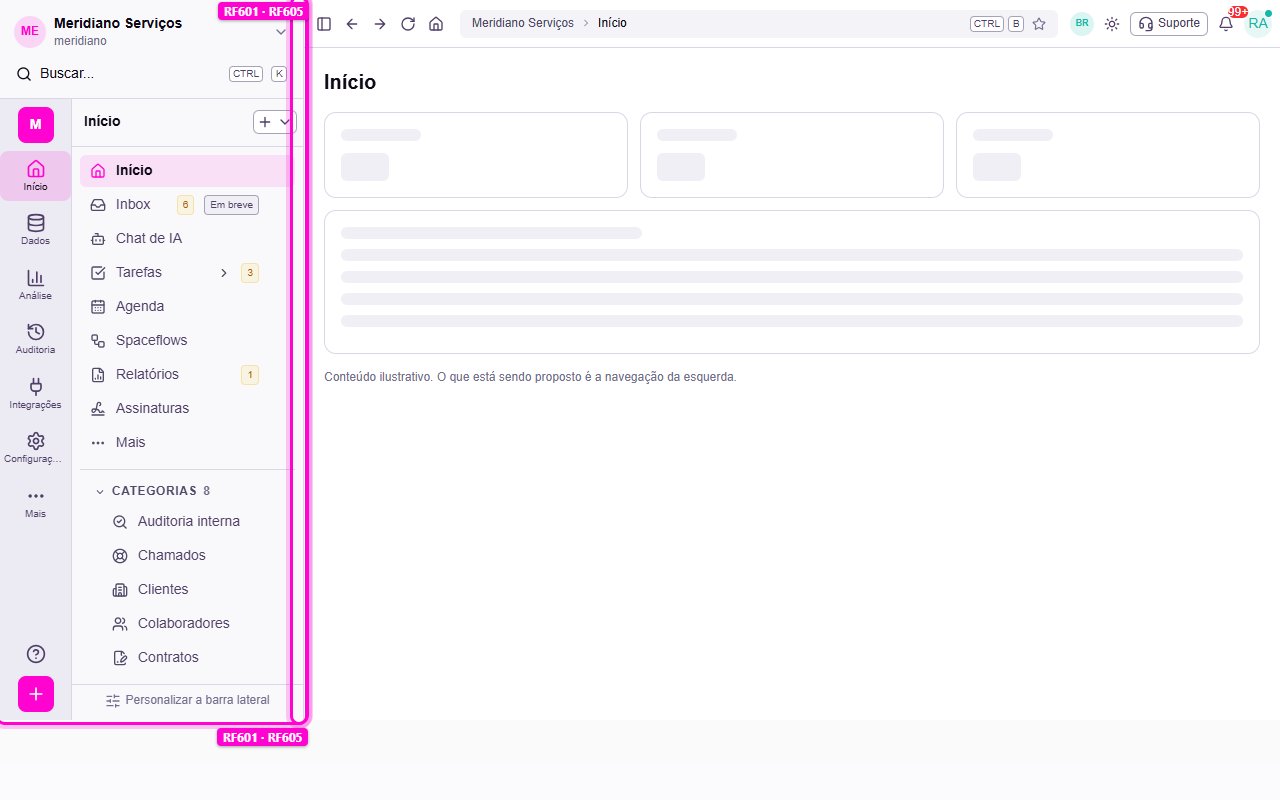 RF601 - RF605
ME
Meridiano Serviços
meridiano
Buscar...
CTRL K
Meridiano Serviços > Início
CTRL B
BR
Suporte
99+
RA
M
Início
Dados
Análise
Auditoria
Integrações
Configuraç...
Mais
Início
Início
Inbox 6 Em breve
Chat de IA
Tarefas 3
Agenda
Spaceflows
Relatórios 1
Assinaturas
Mais
CATEGORIAS 8
Auditoria interna
Chamados
Clientes
Colaboradores
Contratos
Personalizar a barra lateral
RF601 - RF605
Início
Conteúdo ilustrativo. O que está sendo proposto é a navegação da esquerda.